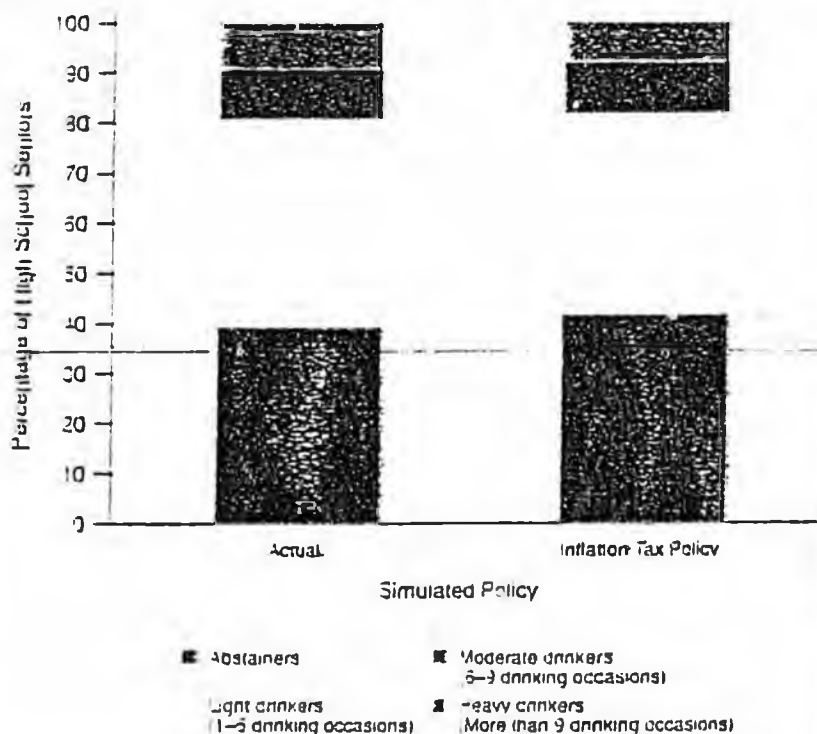 100
90
80
70
60
50
40
30
20
10
0
Percentage of High School Seniors
Actual
Inflation Tax Policy
Simulated Policy
Abstainers
Moderate drinkers
(6–9 drinking occasions)
Light drinkers
(1–5 drinking occasions)
Heavy drinkers
(More than 9 drinking occasions)